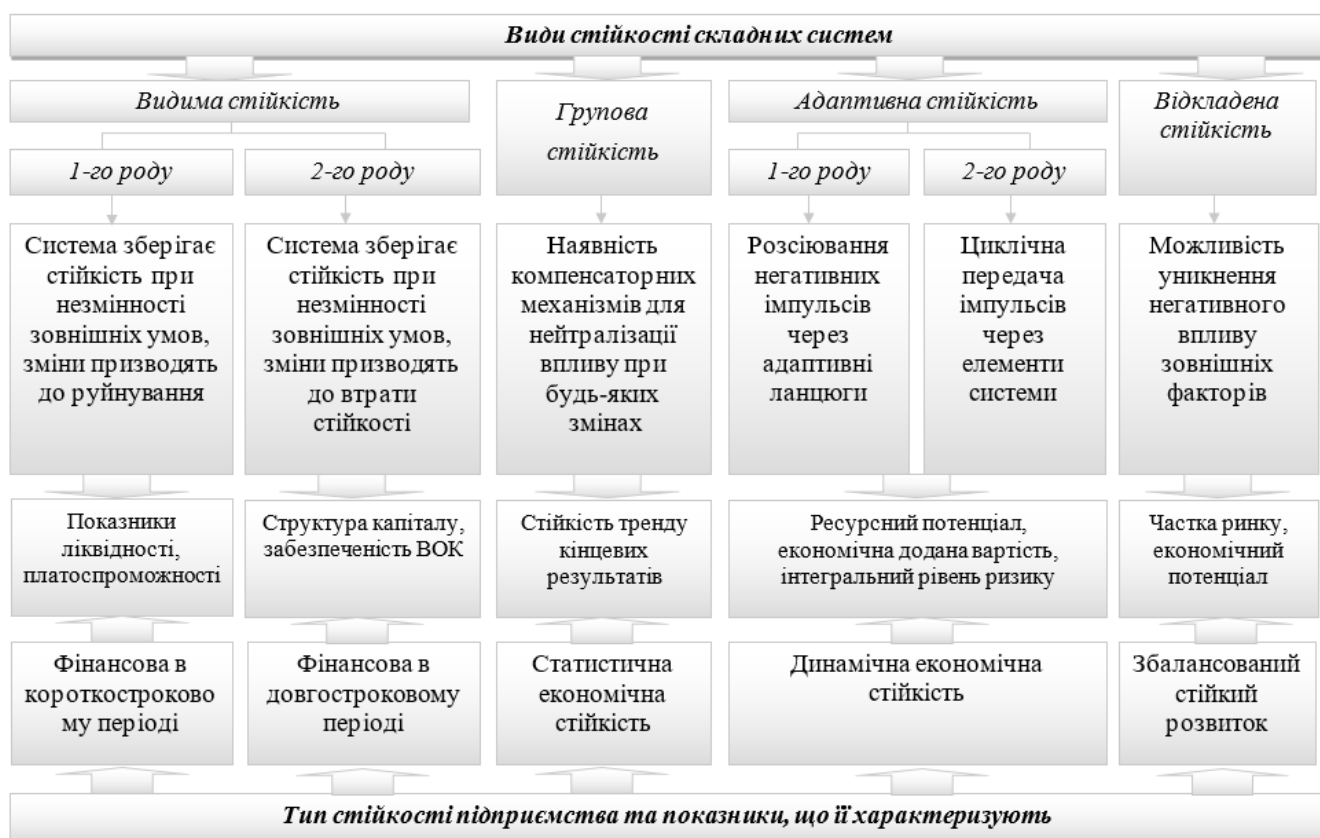 Види стійкості складних систем
Видима стійкість
1-го роду
2-го роду
Групова
стійкість
Адаптивна стійкість
1-го роду
2-го роду
Відкладена
стійкість
Система зберігає
стійкість при
незмінності
зовнішніх умов,
зміни призводять
до руйнування
Система зберігає
стійкість при
незмінності
зовнішніх умов,
зміни призводять
до втрати
стійкості
Наявність
компенсаторних
механізмів для
нейтралізації
впливу при
будь-яких
змінах
Розсіювання
негативних
імпульсів
через
адаптивні
ланцюги
Циклічна
передача
імпульсів
через
елементи
системи
Можливість
уникнення
негативного
впливу
зовнішніх
факторів
Показники
ліквідності,
платоспроможності
Структура капіталу,
забезпеченість ВОК
Стійкість тренду
кінцевих
результатів
Ресурсний потенціал,
економічна додана вартість,
інтегральний рівень ризику
Частка ринку,
економічний
потенціал
Фінансова в
короткостроково
му періоді
Фінансова в
довгостроковому
періоді
Статистична
економічна
стійкість
Динамічна економічна
стійкість
Збалансований
стійкий
розвиток
Тип стійкості підприємства та показники, що її характеризують